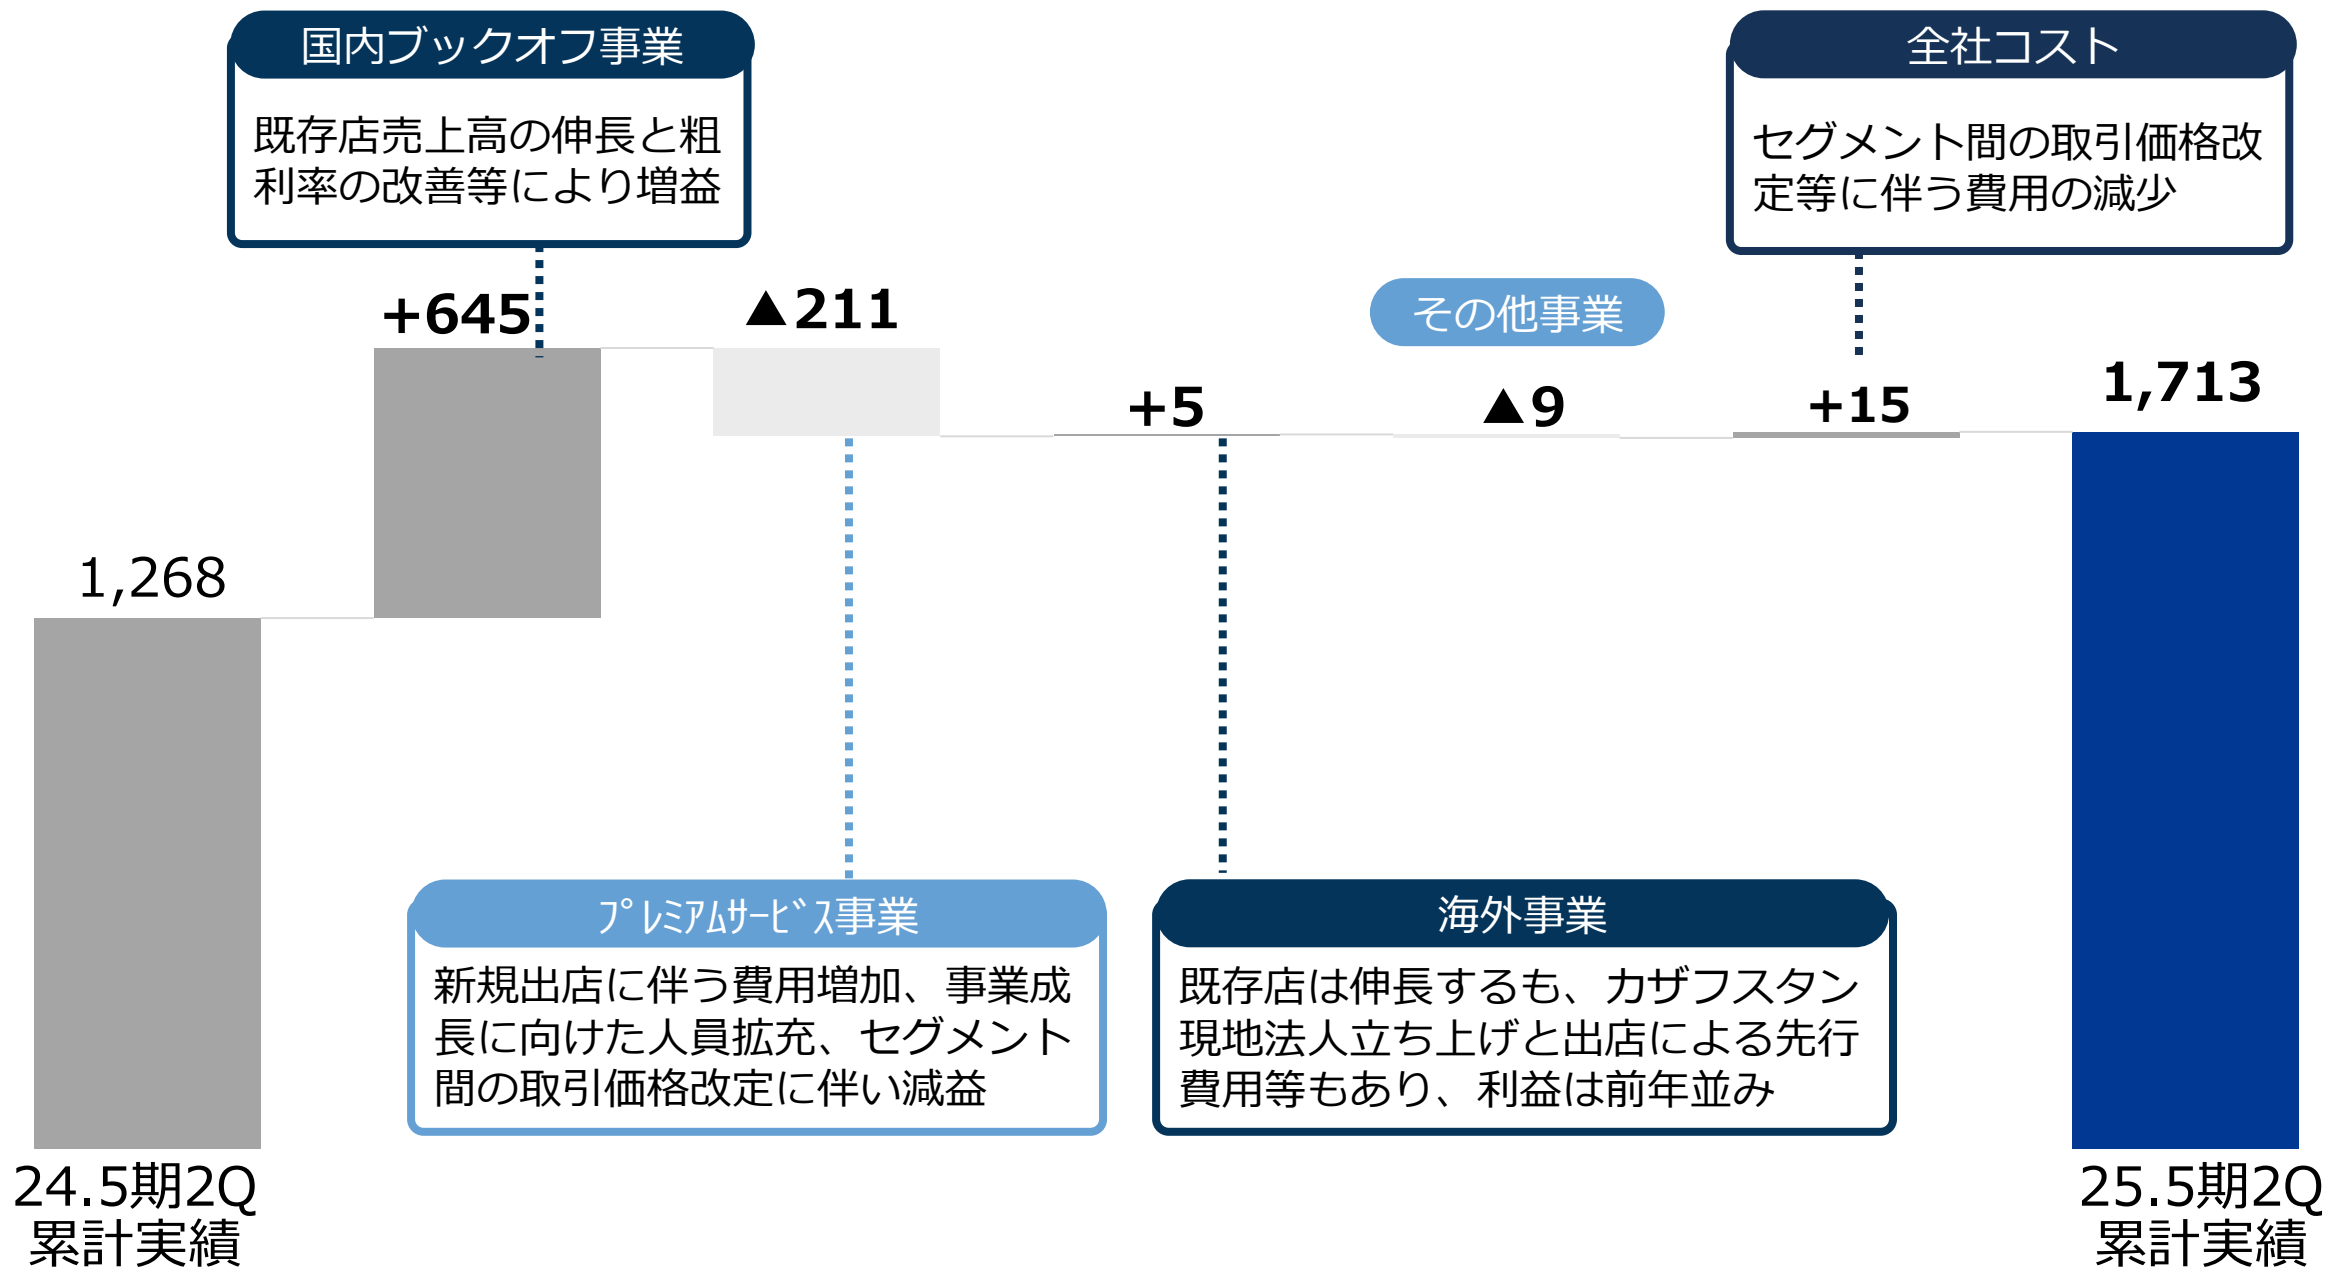 国内ブックオフ事業
既存店売上高の伸長と粗
利率の改善等により増益
全社コスト
セグメント間の取引価格改
定等に伴う費用の減少
その他事業
1,268
+645
▲211
+5
▲9
+15
1,713
ﾌﾟﾚﾐｱﾑｻｰﾋﾞｽ事業
新規出店に伴う費用増加、事業成
長に向けた人員拡充、セグメント
間の取引価格改定に伴い減益
海外事業
既存店は伸長するも、カザフスタン
現地法人立ち上げと出店による先行
費用等もあり、利益は前年並み
24.5期2Q
累計実績
25.5期2Q
累計実績